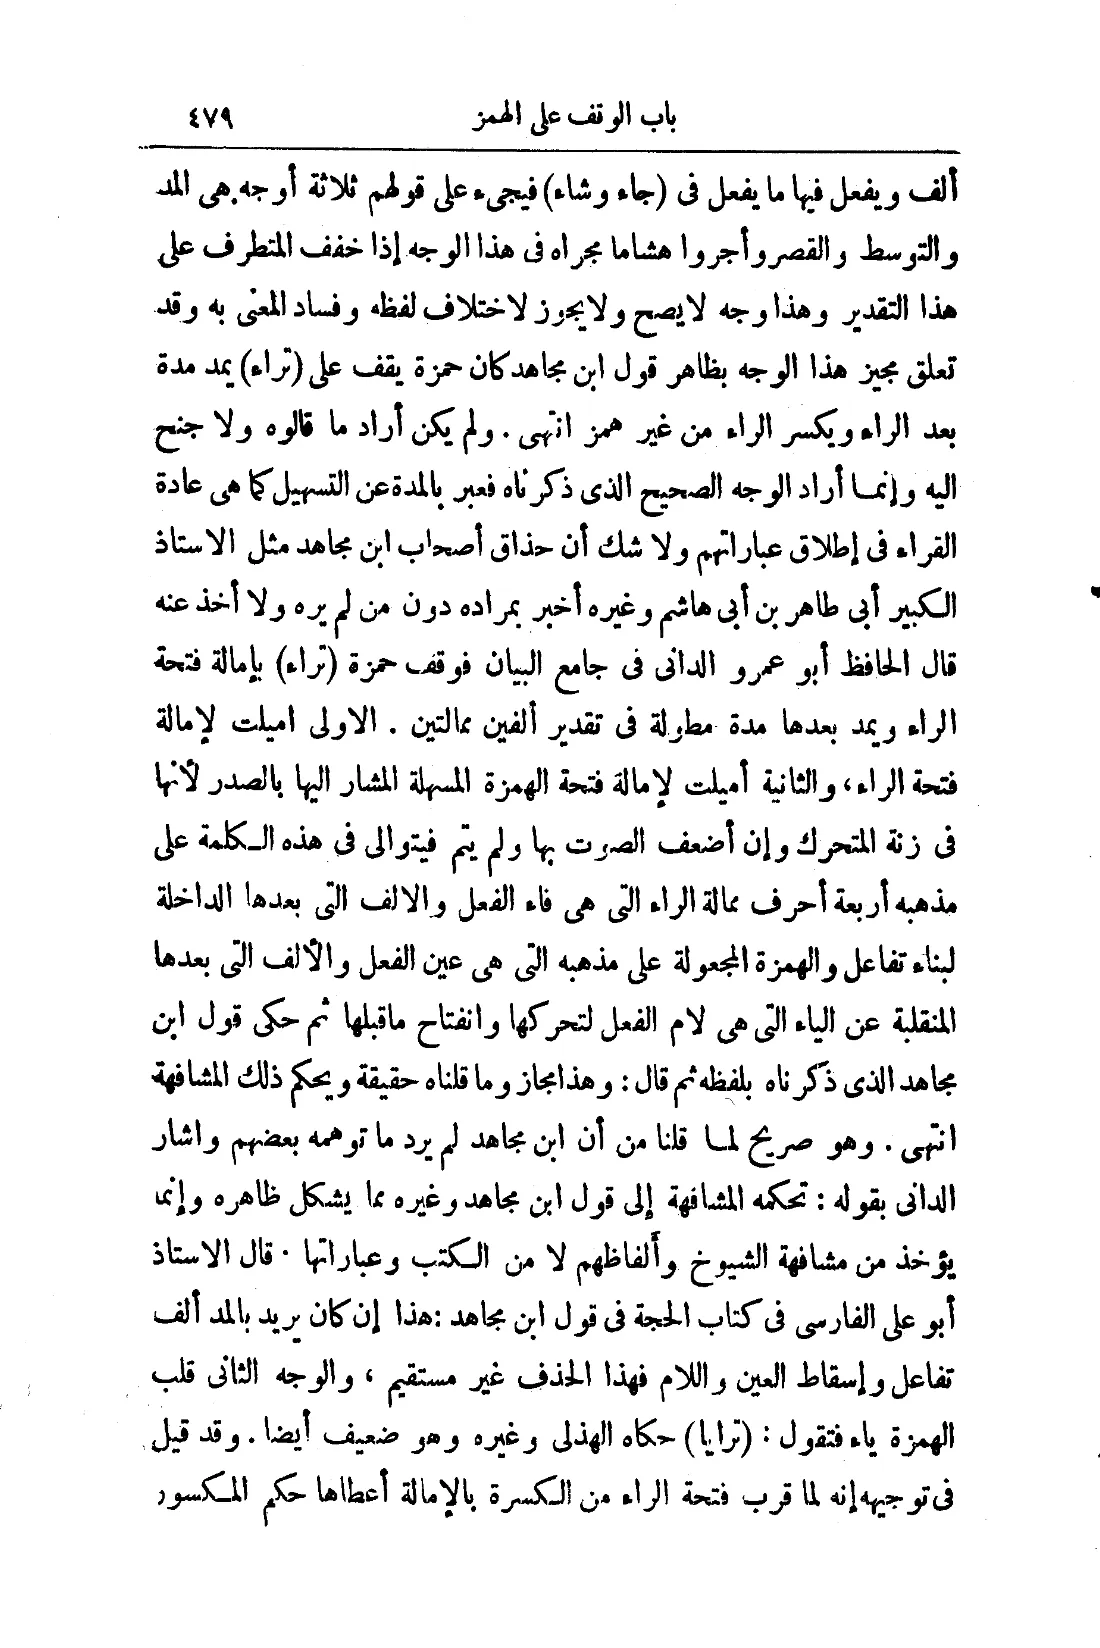 باب الوقف على الهمز ٤٧٩
ألف ويفعل فيها ما يفعل فى (جاء وشاء) فيجىء على قولهم ثلاثة أوجه. هى المد
والتوسط والقصر وأجروا هشاما مجراه فى هذا الوجه إذا خفف المتطرف على
هذا التقدير وهذا وجه لا يصح ولا يجوز لاختلاف لفظه وفساد المعنى به وقد
تعلق مجيز هذا الوجه بظاهر قول ابن مجاهد كان حمزة يقف على (تراء) يمد مدة
بعد الراء ويكسر الراء من غير همز انتهى. ولم يكن أراد ما قالوه ولا جنح
اليه وإنمـا أراد الوجه الصحيح الذى ذكرناه فعبر بالمدة عن التسهيل كما هى عادة
القراء فى إطلاق عباراتهم ولا شك أن حذاق أصحاب ابن مجاهد مثل الاستاذ
الكبير أبى طاهر بن أبى هاشم وغيره أخبر بمراده دون من لم يره ولا أخذ عنه
قال الحافظ أبو عمرو الدانى فى جامع البيان فوقف حمزة (تراء) بإمالة فتحة
الراء ويمد بعدها مدة مطولة فى تقدير ألفين ممالتين. الاولى اميلت لإمالة
فتحة الراء، والثانية أميلت لإمالة فتحة الهمزة المسهلة المشار اليها بالصدر لأنها
فى زنة المتحرك وإن أضعف الصوت بها ولم يتم فيتوالى فى هذه الـكلمة على
مذهبه أربعة أحرف ممالة الراء التى هى فاء الفعل والالف التى بعدها الداخلة
لبناء تفاعل والهمزة المجعولة على مذهبه التى هى عين الفعل والألف التى بعدها
المنقلبة عن الياء التى هى لام الفعل لتحركها وانفتاح ماقبلها ثم حكى قول ابن
مجاهد الذى ذكرناه بلفظه ثم قال: وهذا مجاز وما قلناه حقيقة ويحكم ذلك المشافهة
انتهى. وهو صريح لمـا قلنا من أن ابن مجاهد لم يرد ما توهمه بعضهم واشار
الدانى بقوله: تحكمه المشافهة إلى قول ابن مجاهد وغيره مما يشكل ظاهره وإنما
يؤخذ من مشافهة الشيوخ وألفاظهم لا من الـكتب وعباراتها. قال الاستاذ
أبو على الفارسى فى كتاب الحجة فى قول ابن مجاهد: هذا إن كان يريد بالمد ألف
تفاعل وإسقاط العين واللام فهذا الحذف غير مستقيم، والوجه الثانى قلب
الهمزة ياء فتقول: (ترايا) حكاه الهذلى وغيره وهو ضعيف أيضا. وقد قيل
فى توجيهه إنه لما قرب فتحة الراء من الـكسرة بالإمالة أعطاها حكم المـكسور